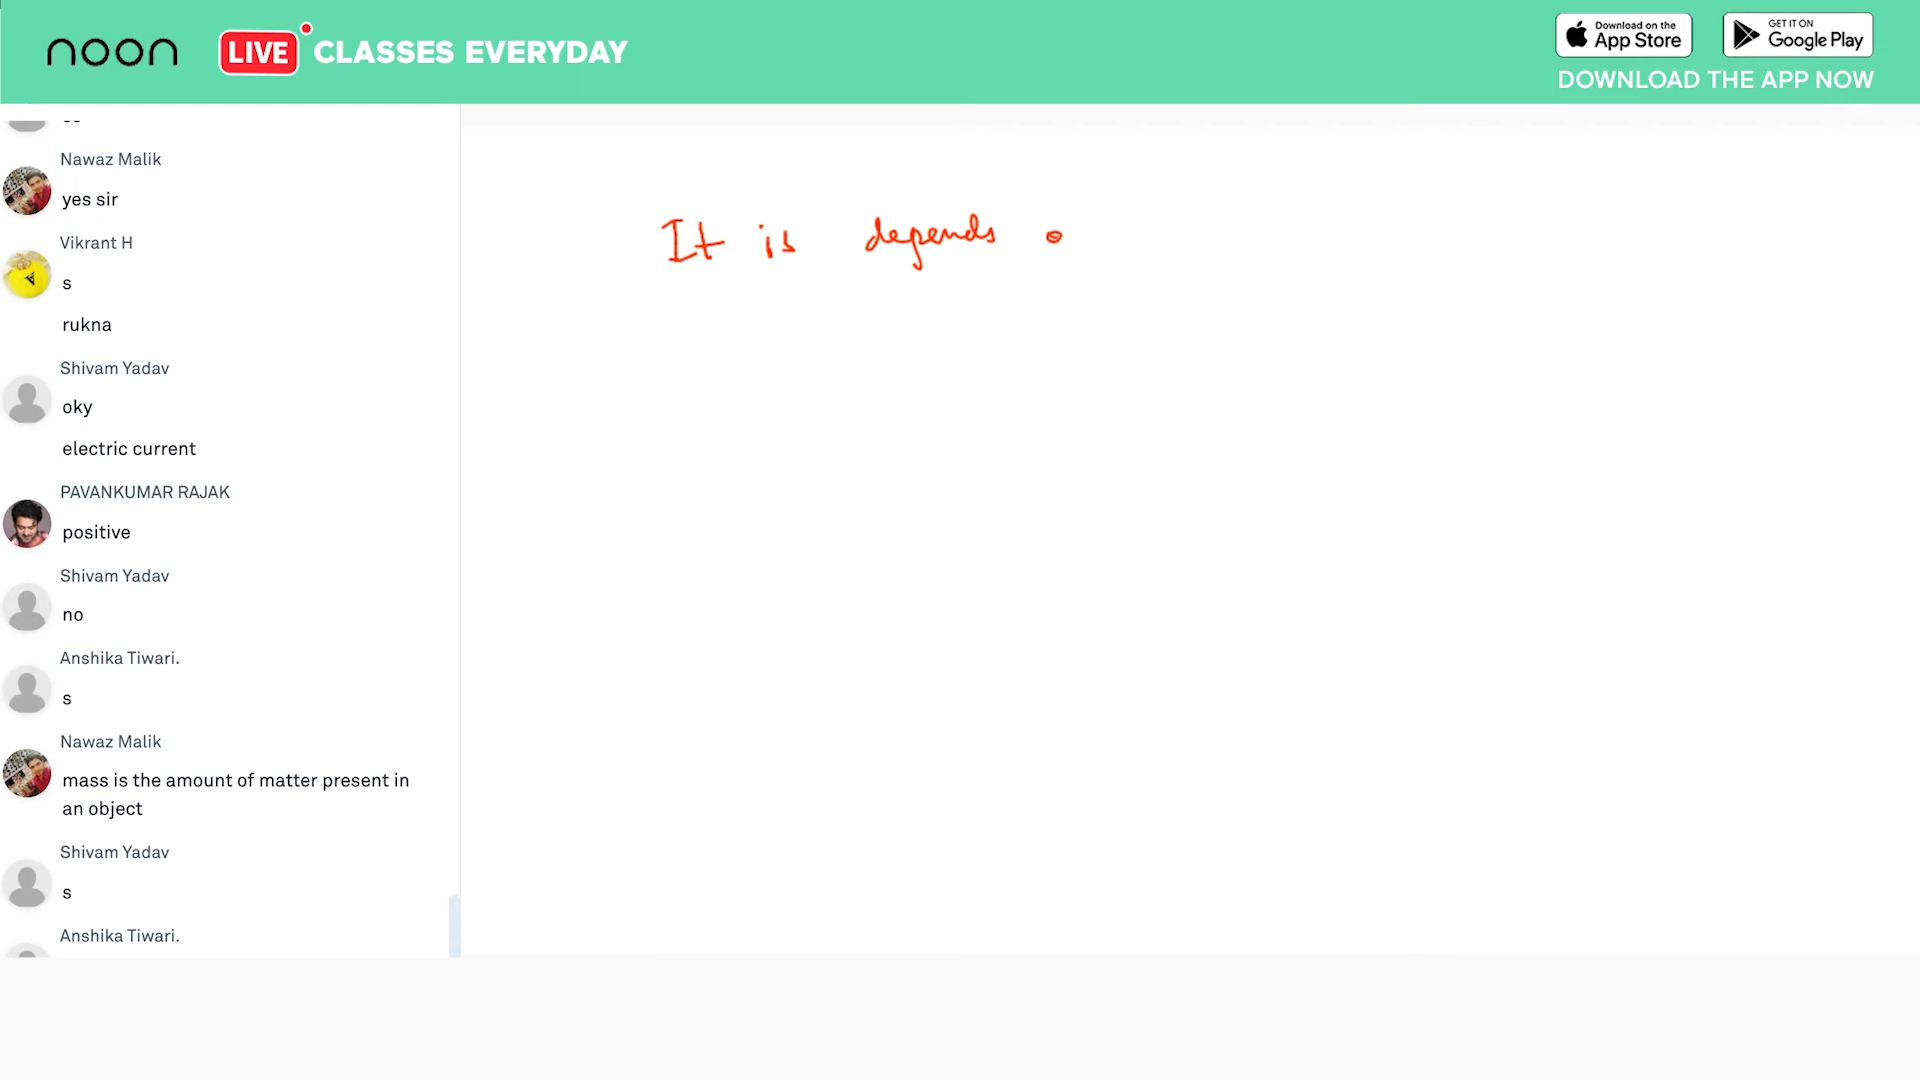 noon LIVE CLASSES EVERYDAY
Download on the App Store
GET IT ON Google Play
DOWNLOAD THE APP NOW
Nawaz Malik
yes sir
Vikrant H
s
rukna
Shivam Yadav
oky
electric current
PAVANKUMAR RAJAK
positive
Shivam Yadav
no
Anshika Tiwari.
s
Nawaz Malik
mass is the amount of matter present in
an object
Shivam Yadav
s
Anshika Tiwari.
It is depends o